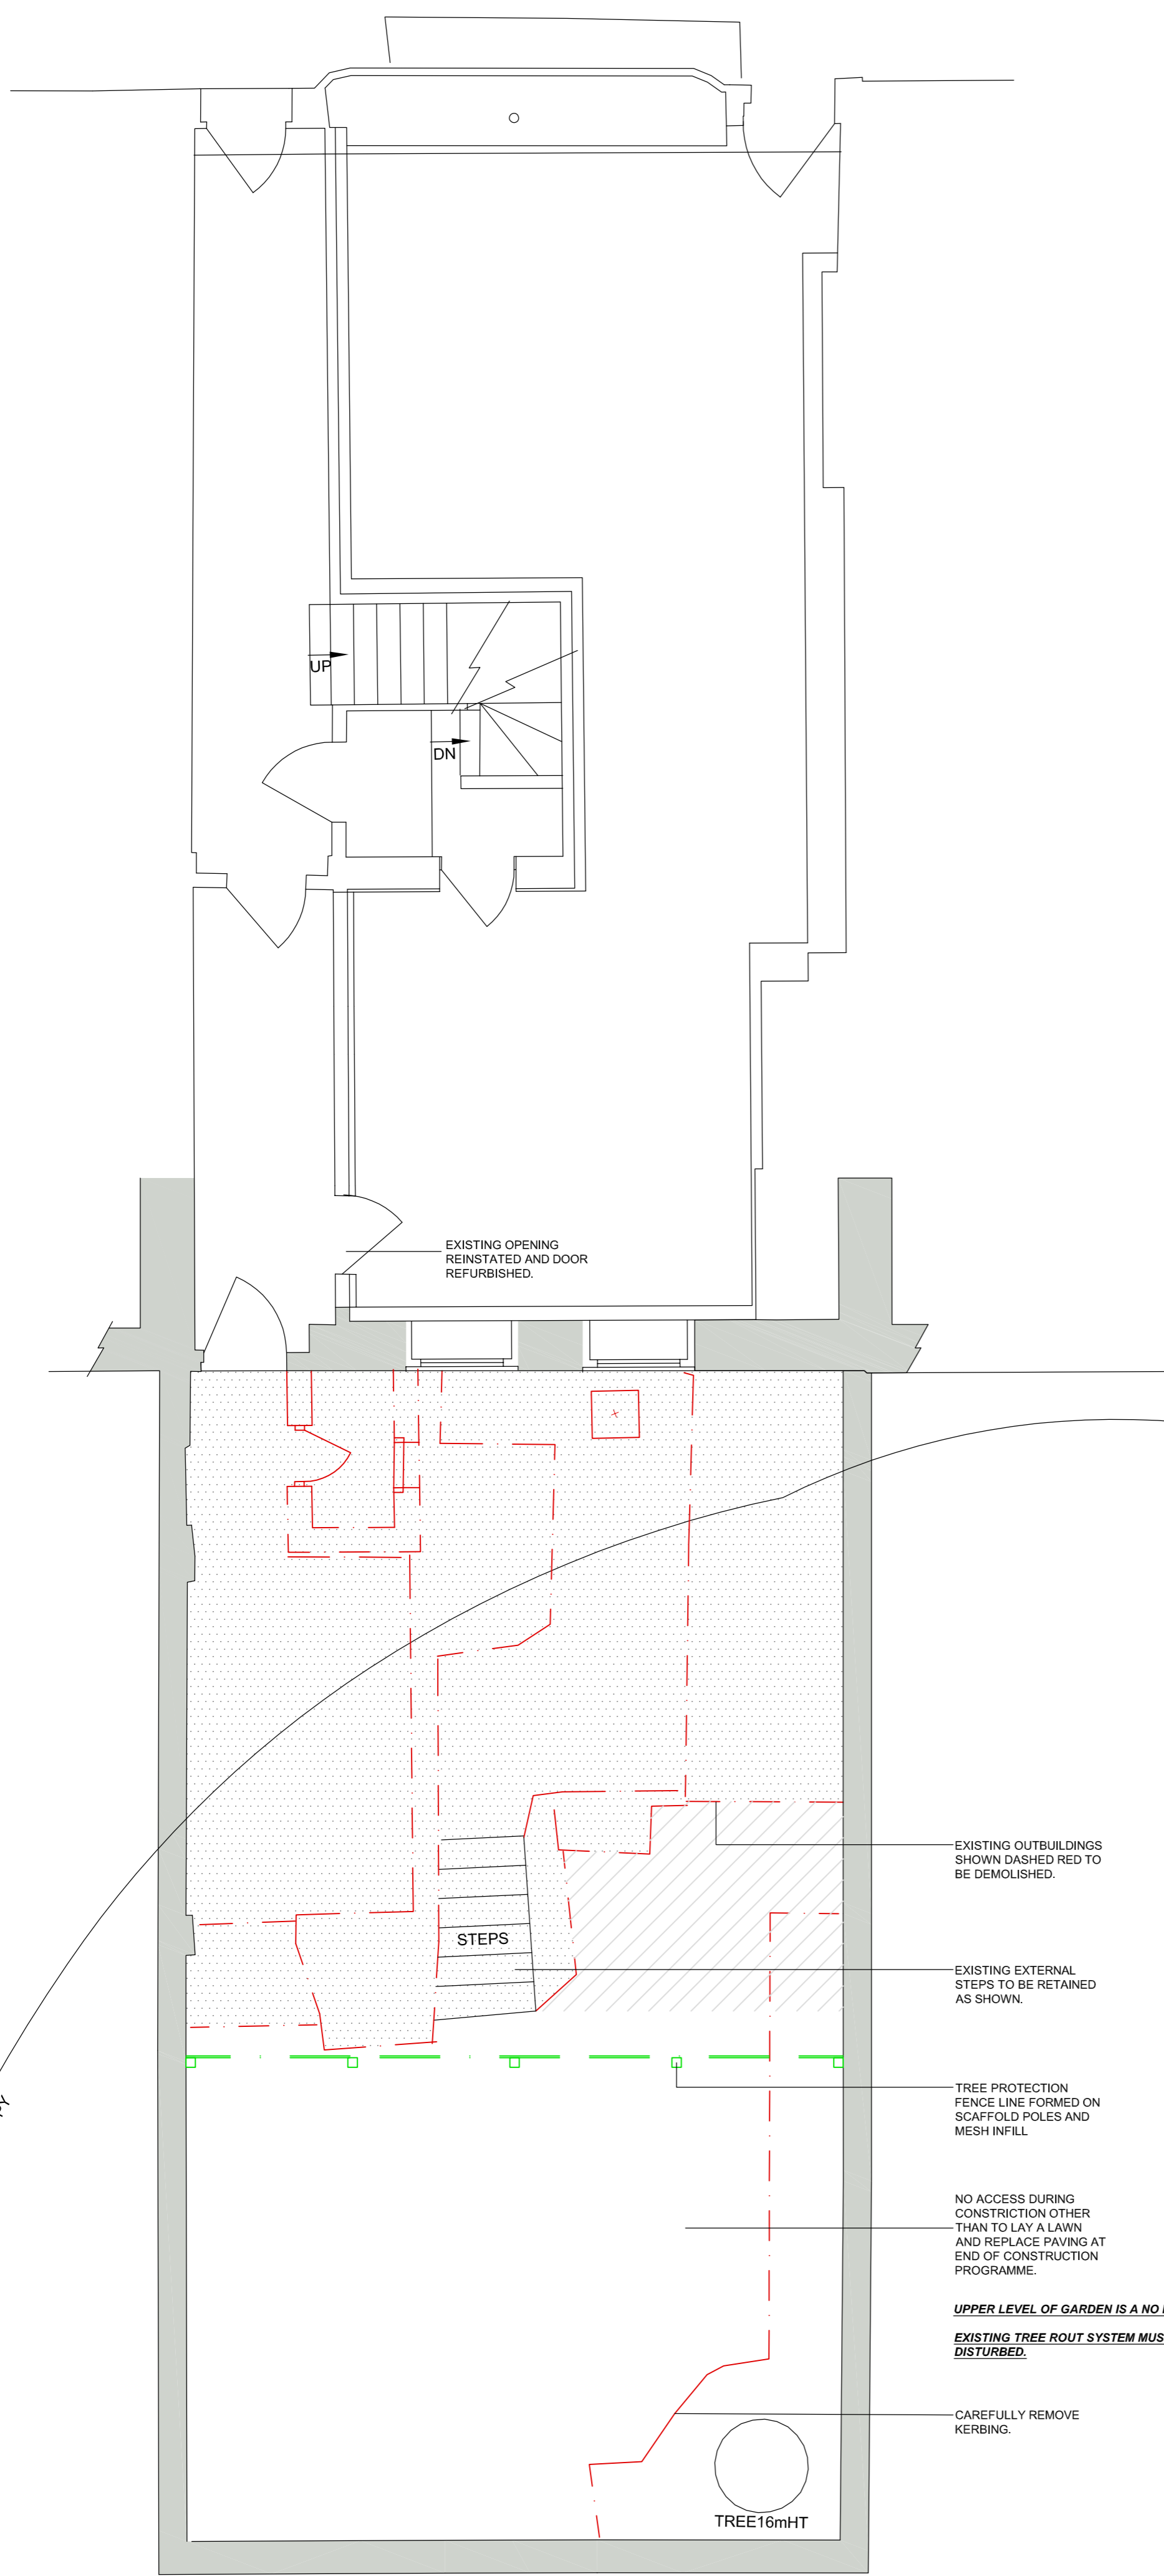 UP
DN
EXISTING OPENING
REINSTATED AND DOOR
REFURBISHED.
EXISTING OUTBUILDINGS
SHOWN DASHED RED TO
BE DEMOLISHED.
STEPS
EXISTING EXTERNAL
STEPS TO BE RETAINED
AS SHOWN.
TREE PROTECTION
FENCE LINE FORMED ON
SCAFFOLD POLES AND
MESH INFILL
NO ACCESS DURING
CONSTRICTION OTHER
THAN TO LAY A LAWN
AND REPLACE PAVING AT
END OF CONSTRUCTION
PROGRAMME.
UPPER LEVEL OF GARDEN IS A NO
EXISTING TREE ROUT SYSTEM MUS
DISTURBED.
CAREFULLY REMOVE
KERBING.
TREE16mHT